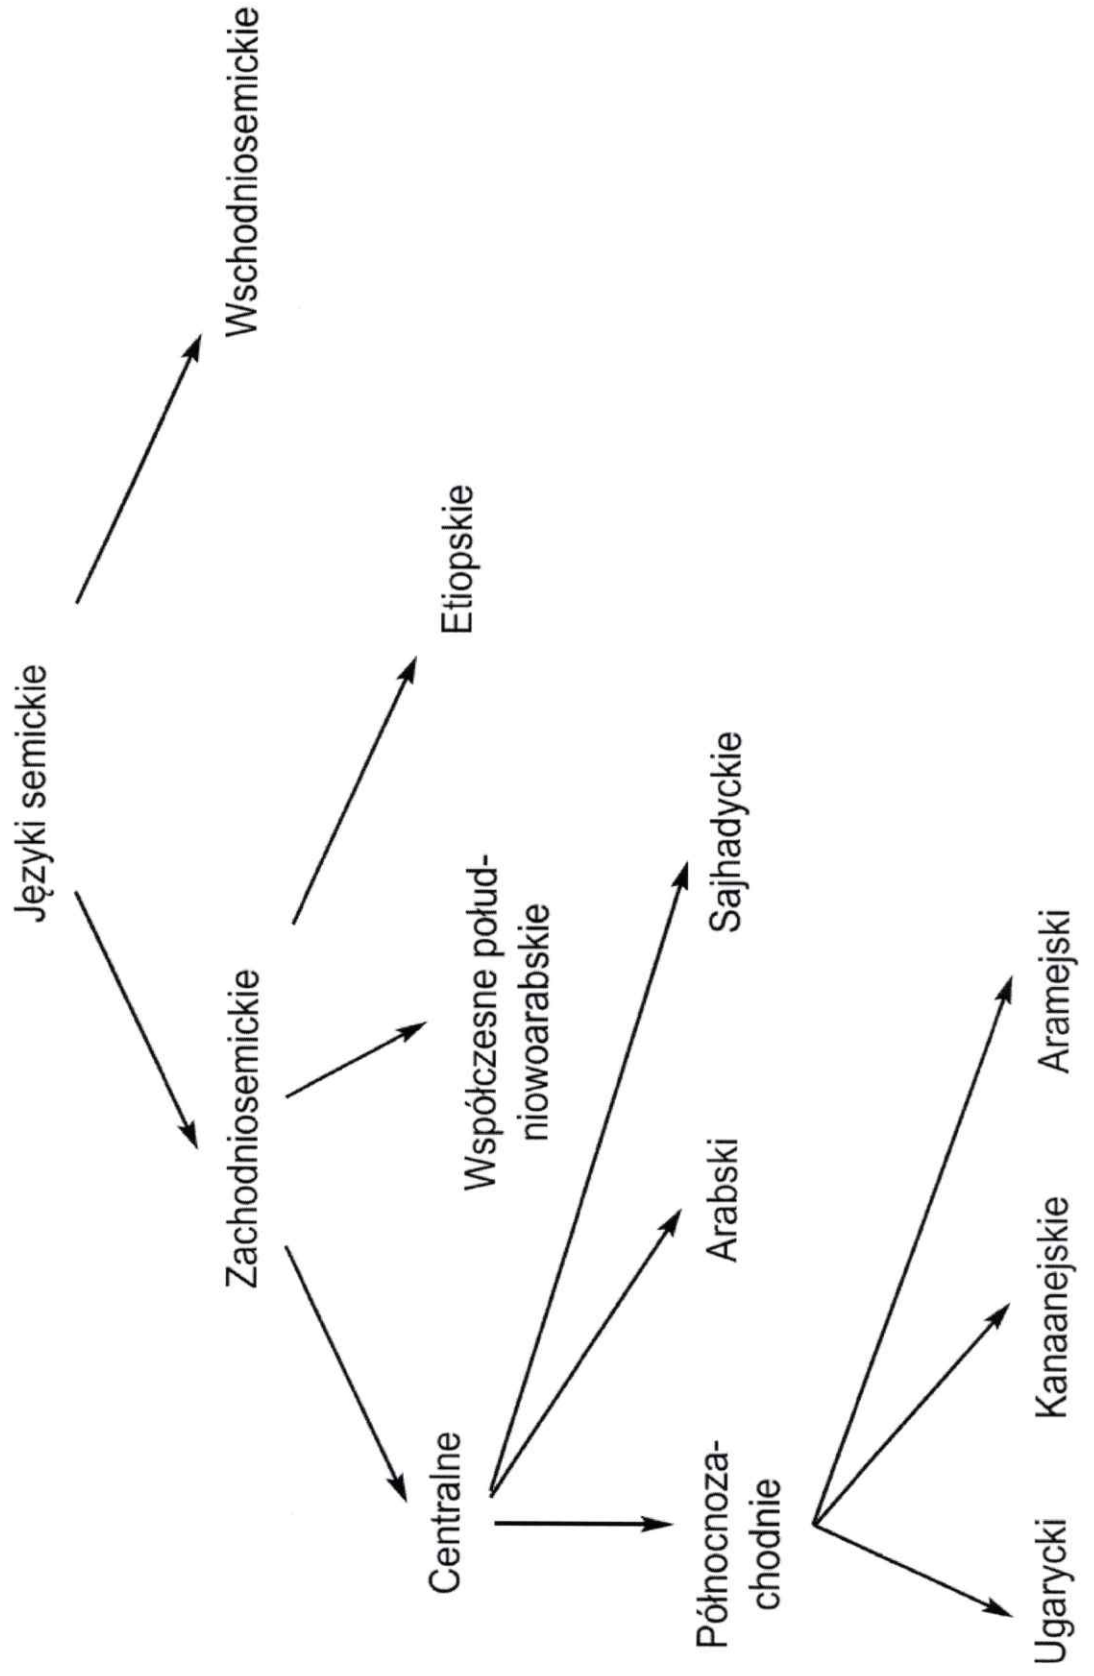 Języki semickie
Zachodniosemickie
Wschodniosemickie
Centralne
Współczesne połud-
niowoarabskie
Etiopskie
Północnoza-
chodnie
Arabski
Sajhadyckie
Ugarycki
Kanaanejskie
Aramejski